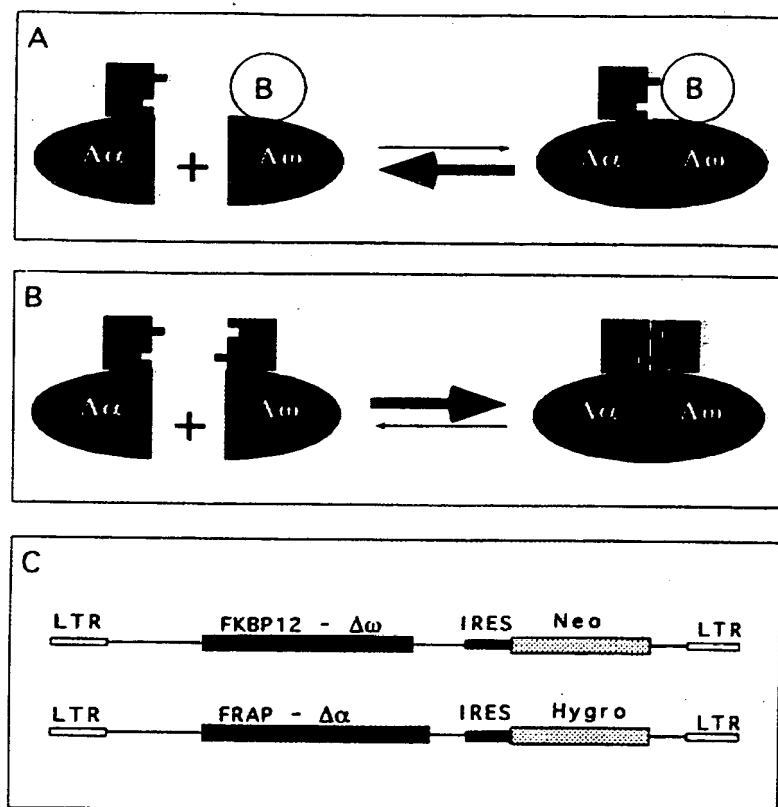 A
B B
Δα + Δω Δα Δω
B
Δα + Δω Δα Δω
C
LTR FKBP12 - Δω IRES Neo LTR
LTR FRAP - Δα IRES Hygro LTR